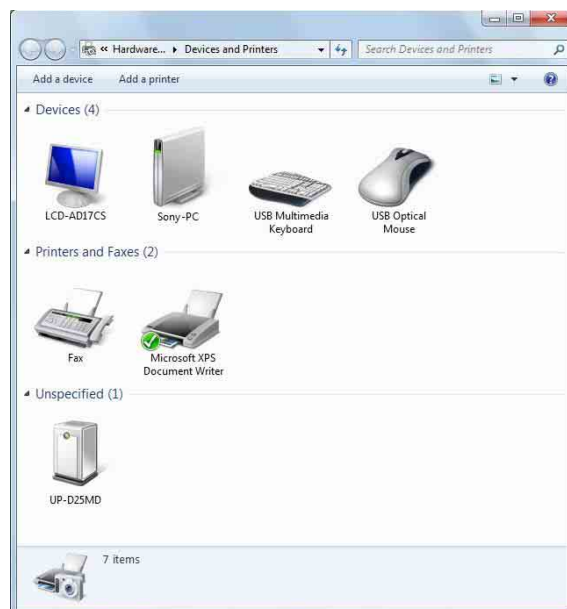 « Hardware... ▸ Devices and Printers
Search Devices and Printers
Add a device Add a printer
Devices (4)
LCD-AD17CS
Sony-PC
USB Multimedia
Keyboard
USB Optical
Mouse
Printers and Faxes (2)
Fax
Microsoft XPS
Document Writer
Unspecified (1)
UP-D25MD
7 items